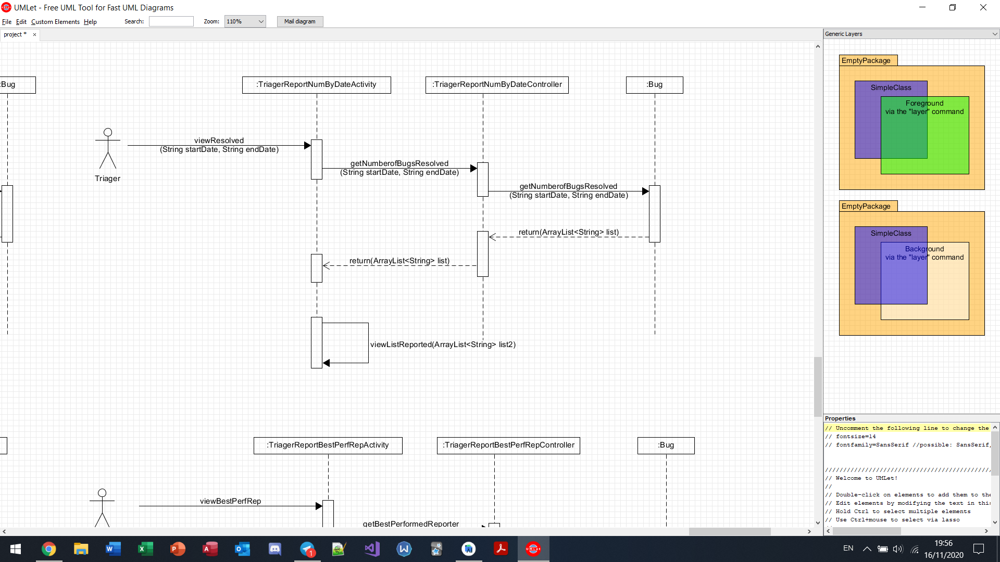 UMLet - Free UML Tool for Fast UML Diagrams
File Edit Custom Elements Help Search: Zoom: 110% Mail diagram
project *
Generic Layers
:Bug
:TriagerReportNumByDateActivity
:TriagerReportNumByDateController
:Bug
viewResolved
(String startDate, String endDate)
Triager
getNumberofBugsResolved
(String startDate, String endDate)
getNumberofBugsResolved
(String startDate, String endDate)
return(ArrayList<String> list)
return(ArrayList<String> list)
viewListReported(ArrayList<String> list2)
:TriagerReportBestPerfRepActivity
:TriagerReportBestPerfRepController
:Bug
viewBestPerfRep
getBestPerformedReporter
EmptyPackage
SimpleClass
Foreground
via the "layer" command
EmptyPackage
SimpleClass
Background
via the "layer" command
Properties
// Uncomment the following line to change the
// fontsize=14
// fontfamily=SansSerif //possible: SansSerif,
//////////////////////////////////////////////
// Welcome to UMLet!
//
// Double-click on elements to add them to the
// Edit elements by modifying the text in this
// Hold Ctrl to select multiple elements
// Use Ctrl+mouse to select via lasso
1
UMLet
EN
19:56
16/11/2020